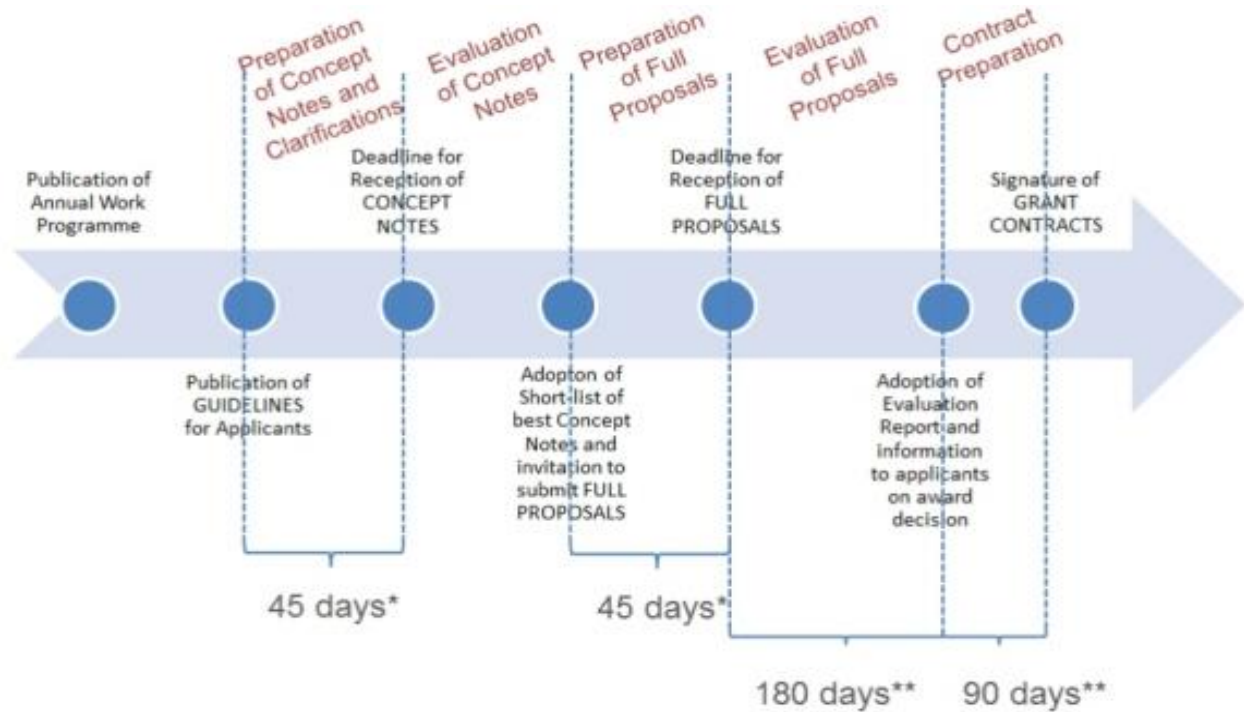 Preparation
of Concept
Notes and
Clarifications
Evaluation
of Concept
Notes
Preparation
of Full
Proposals
Evaluation
of Full
Proposals
Contract
Preparation
Publication of
Annual Work
Programme
Deadline for
Reception of
CONCEPT
NOTES
Deadline for
Reception of
FULL
PROPOSALS
Signature of
GRANT
CONTRACTS
Publication of
GUIDELINES
for Applicants
Adopton of
Short-list of
best Concept
Notes and
invitation to
submit FULL
PROPOSALS
Adoption of
Evaluation
Report and
information
to applicants
on award
decision
45 days*
45 days*
180 days**
90 days**